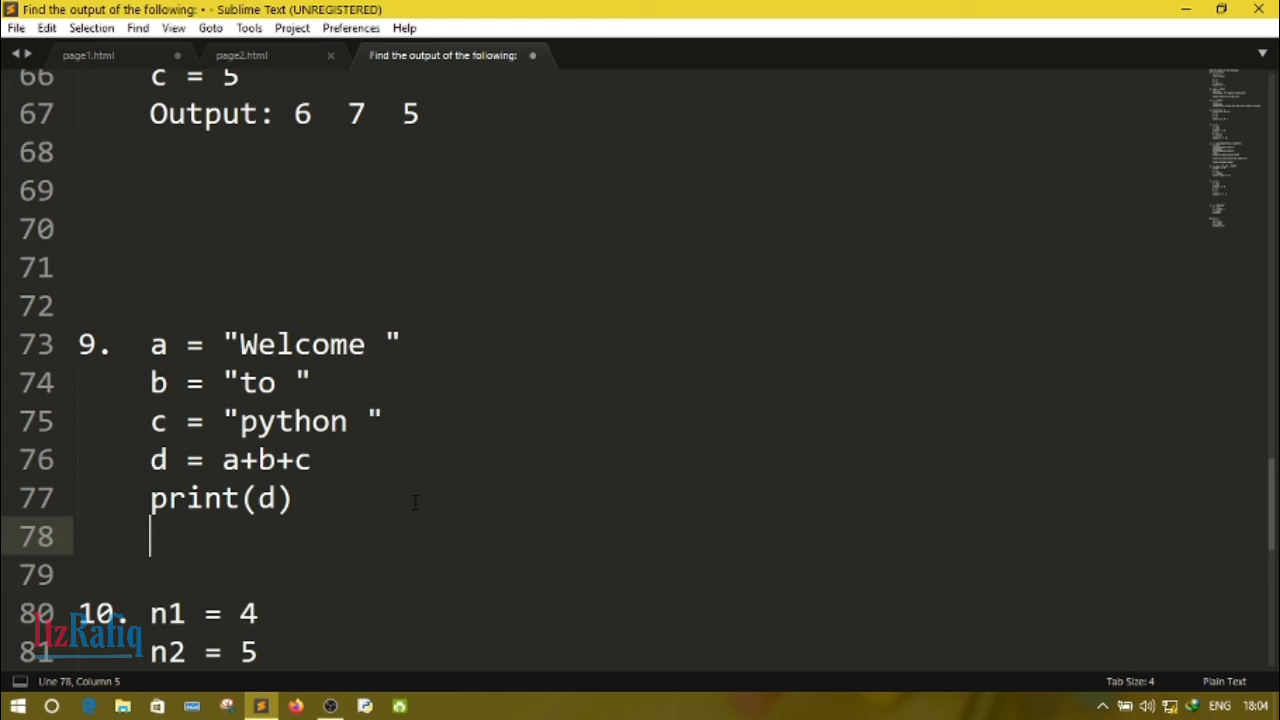 Find the output of the following: • - Sublime Text (UNREGISTERED)
File Edit Selection Find View Goto Tools Project Preferences Help
page1.html page2.html Find the output of the following:
66 c = 5
67 Output: 6 7 5
68
69
70
71
72
73 9. a = "Welcome "
74 b = "to "
75 c = "python "
76 d = a+b+c
77 print(d)
78
79
80 10. n1 = 4
81 n2 = 5
ItzRafiq
Line 78, Column 5 Tab Size: 4 Plain Text
ENG 18:04